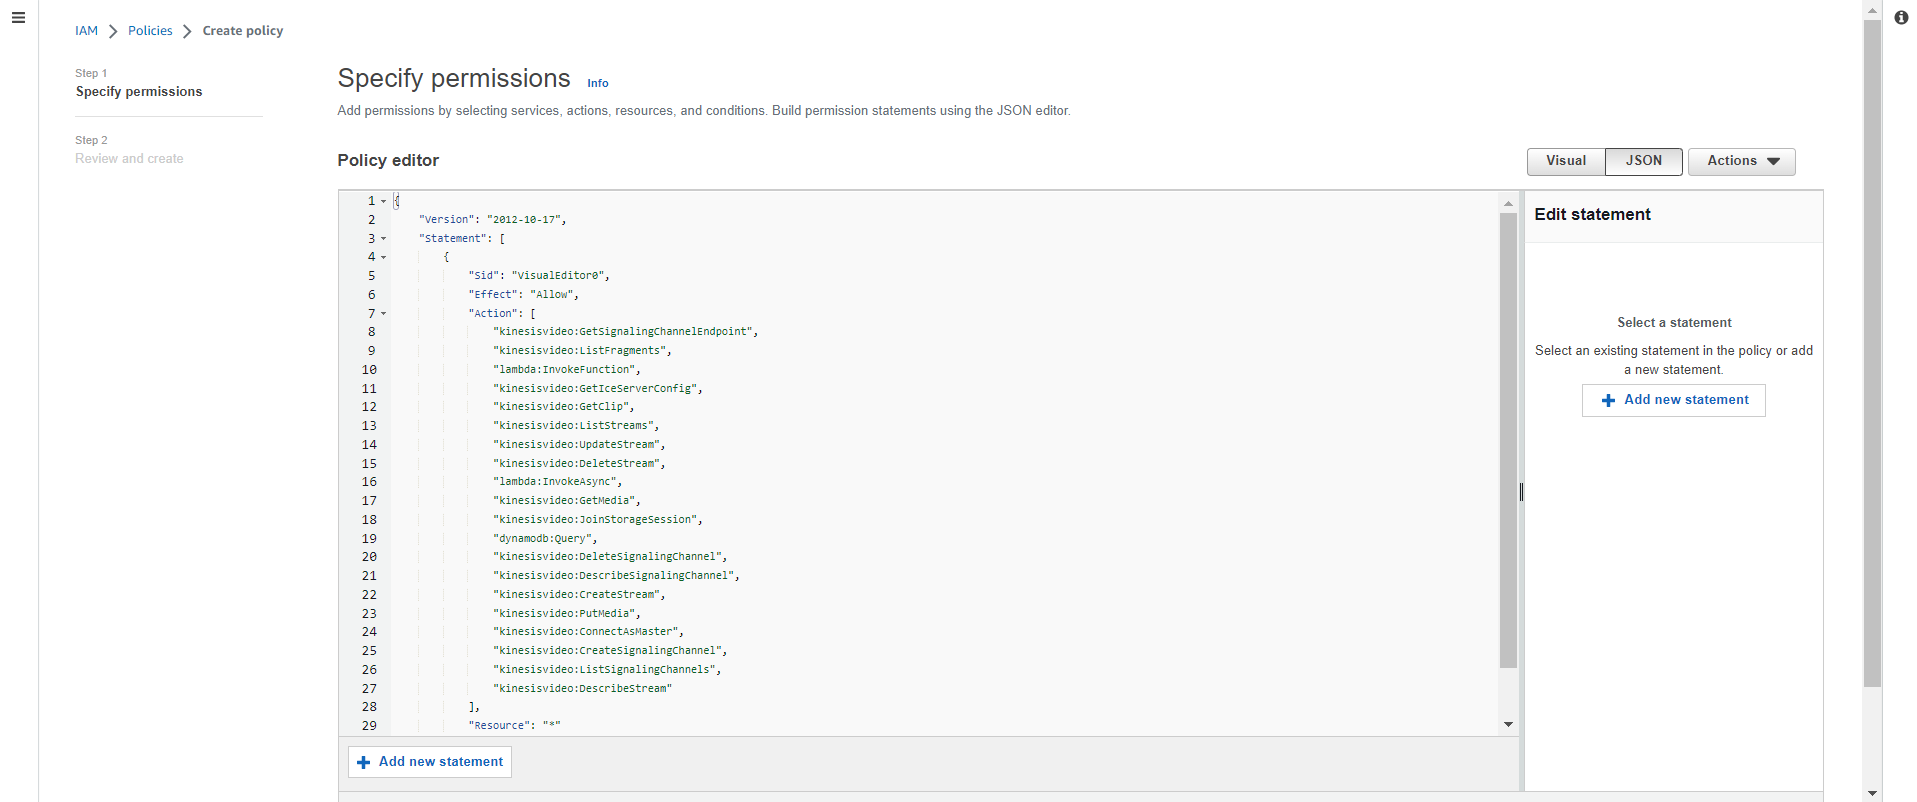 IAM > Policies > Create policy
Step 1
Specify permissions
Step 2
Review and create
Specify permissions Info
Add permissions by selecting services, actions, resources, and conditions. Build permission statements using the JSON editor.
Policy editor
Visual JSON Actions
1 {
2 "Version": "2012-10-17",
3 "Statement": [
4 {
5 "Sid": "VisualEditor0",
6 "Effect": "Allow",
7 "Action": [
8 "kinesisvideo:GetSignalingChannelEndpoint",
9 "kinesisvideo:ListFragments",
10 "lambda:InvokeFunction",
11 "kinesisvideo:GetIceServerConfig",
12 "kinesisvideo:GetClip",
13 "kinesisvideo:ListStreams",
14 "kinesisvideo:UpdateStream",
15 "kinesisvideo:DeleteStream",
16 "lambda:InvokeAsync",
17 "kinesisvideo:GetMedia",
18 "kinesisvideo:JoinStorageSession",
19 "dynamodb:Query",
20 "kinesisvideo:DeleteSignalingChannel",
21 "kinesisvideo:DescribeSignalingChannel",
22 "kinesisvideo:CreateStream",
23 "kinesisvideo:PutMedia",
24 "kinesisvideo:ConnectAsMaster",
25 "kinesisvideo:CreateSignalingChannel",
26 "kinesisvideo:ListSignalingChannels",
27 "kinesisvideo:DescribeStream"
28 ],
29 "Resource": "*"
+ Add new statement
Edit statement
Select a statement
Select an existing statement in the policy or add
a new statement.
+ Add new statement